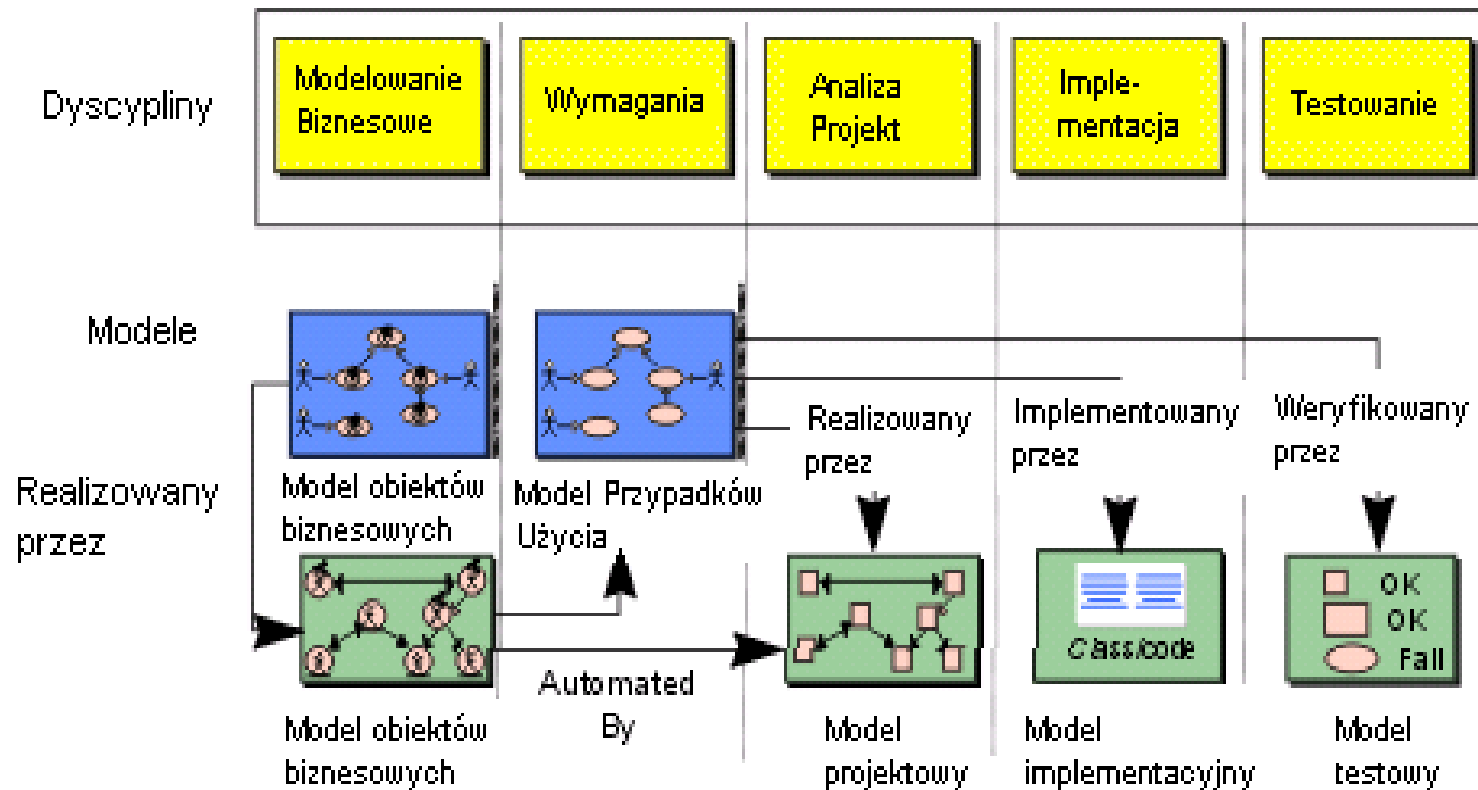 Dyscypliny
Modelowanie
Biznesowe
Wymagania
Analiza
Projekt
Imple-
mentacja
Testowanie
Modele
Realizowany
przez
Model obiektów
biznesowych
Model Przypadków
Użycia
Realizowany
przez
Implementowany
przez
Weryfikowany
przez
Automated
By
Class/code
OK
OK
Fall
Model obiektów
biznesowych
Model
projektowy
Model
implementacyjny
Model
testowy